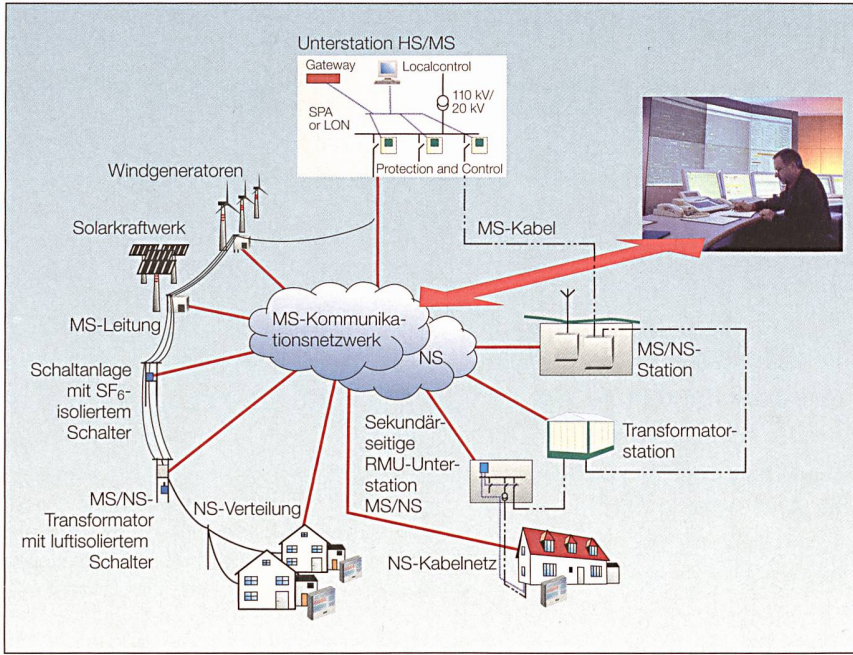 Unterstation HS/MS
Gateway
Localcontrol
110 kV/
20 kV
SPA
or LON
Protection and Control
Windgeneratoren
Solarkraftwerk
MS-Kabel
MS-Leitung
MS-Kommunika-
tionsnetzwerk
NS
MS/NS-
Station
Schaltanlage
mit SF₆-
isoliertem
Schalter
Sekundär-
seitige
RMU-Unter-
station
MS/NS
Transformator-
station
MS/NS-
Transformator
mit luftisoliertem
Schalter
NS-Verteilung
NS-Kabelnetz